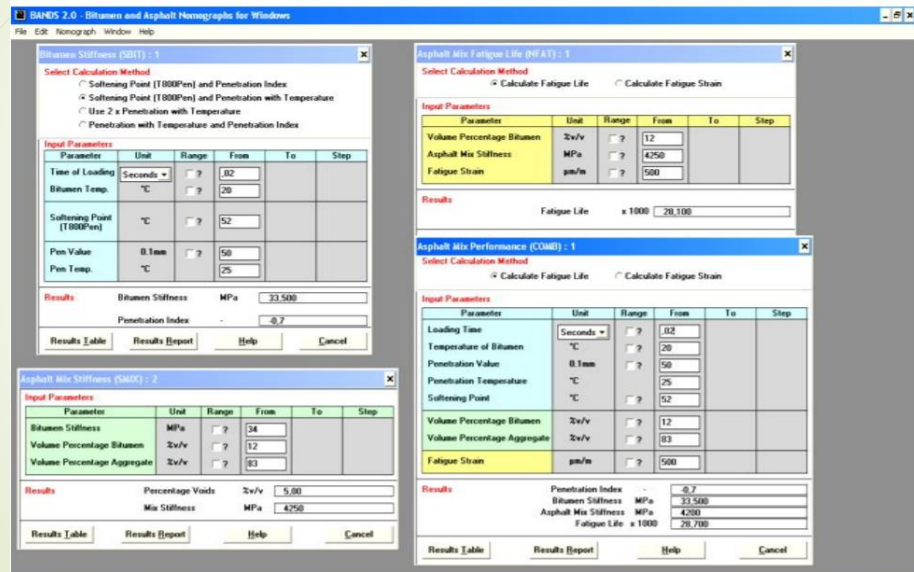 BANDS 2.0 - Bitumen and Asphalt Nomographs for Windows
File Edit Nomograph Window Help
Bitumen Stiffness (SBIT) : 1
Select Calculation Method
Softening Point (T800Pen) and Penetration Index
Softening Point (T800Pen) and Penetration with Temperature
Use 2 x Penetration with Temperature
Penetration with Temperature and Penetration Index
Input Parameters
Parameter Unit Range From To Step
Time of Loading Seconds ? ,02
Bitumen Temp. °C ? 20
Softening Point (T800Pen) °C ? 52
Pen Value 0.1mm ? 50
Pen Temp. °C 25
Results Bitumen Stiffness MPa 33,500
Penetration Index - -0,7
Results Table Results Report Help Cancel
Asphalt Mix Stiffness (SMIX) : 2
Input Parameters
Parameter Unit Range From To Step
Bitumen Stiffness MPa ? 34
Volume Percentage Bitumen %v/v ? 12
Volume Percentage Aggregate %v/v ? 83
Results Percentage Voids %v/v 5,00
Mix Stiffness MPa 4250
Results Table Results Report Help Cancel
Asphalt Mix Fatigue Life (NFAT) : 1
Select Calculation Method
Calculate Fatigue Life Calculate Fatigue Strain
Input Parameters
Parameter Unit Range From To Step
Volume Percentage Bitumen %v/v ? 12
Asphalt Mix Stiffness MPa ? 4250
Fatigue Strain µm/m ? 500
Results
Fatigue Life x 1000 28,100
Asphalt Mix Performance (COMB) : 1
Select Calculation Method
Calculate Fatigue Life Calculate Fatigue Strain
Input Parameters
Parameter Unit Range From To Step
Loading Time Seconds ? ,02
Temperature of Bitumen °C ? 20
Penetration Value 0.1mm ? 50
Penetration Temperature °C 25
Softening Point °C ? 52
Volume Percentage Bitumen %v/v ? 12
Volume Percentage Aggregate %v/v ? 83
Fatigue Strain µm/m ? 500
Results Penetration Index - -0,7
Bitumen Stiffness MPa 33,500
Asphalt Mix Stiffness MPa 4200
Fatigue Life x 1000 28,700
Results Table Results Report Help Cancel